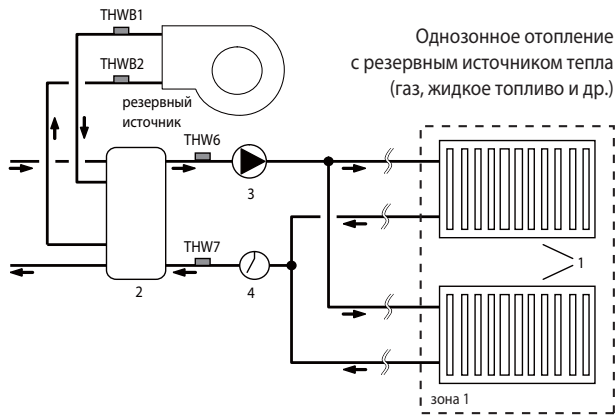 THWB1
Однозонное отопление
с резервным источником тепла
(газ, жидкое топливо и др.)
THWB2
резервный
источник
THW6
3
1
THW7
2
4
зона 1